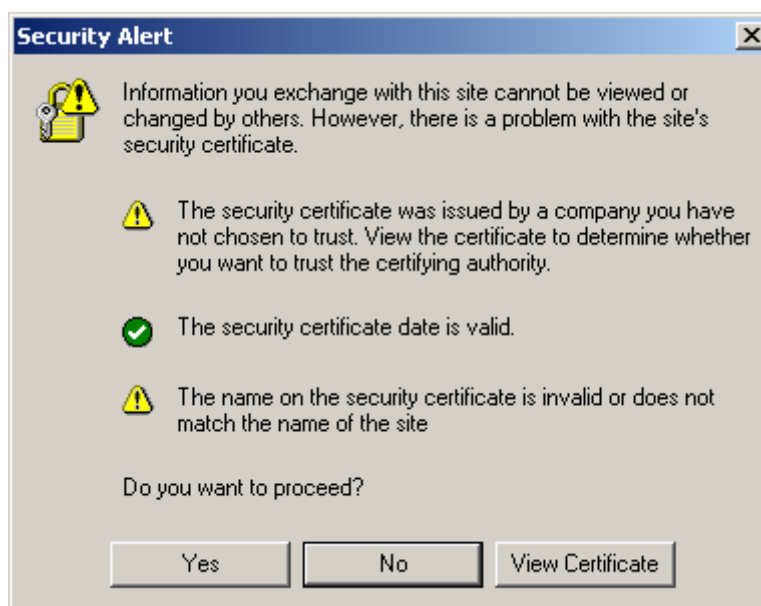 Security Alert
Information you exchange with this site cannot be viewed or
changed by others. However, there is a problem with the site's
security certificate.
The security certificate was issued by a company you have
not chosen to trust. View the certificate to determine whether
you want to trust the certifying authority.
The security certificate date is valid.
The name on the security certificate is invalid or does not
match the name of the site
Do you want to proceed?
Yes No View Certificate